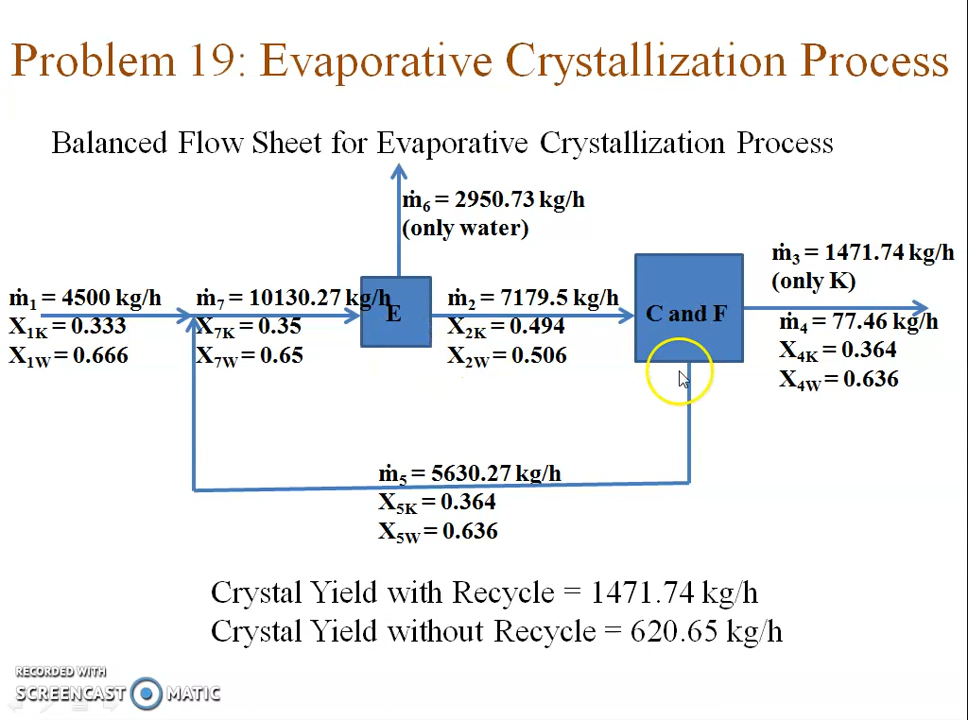 Problem 19: Evaporative Crystallization Process
Balanced Flow Sheet for Evaporative Crystallization Process
ṁ₆ = 2950.73 kg/h
(only water)
ṁ₃ = 1471.74 kg/h
(only K)
ṁ₁ = 4500 kg/h
X₁K = 0.333
X₁W = 0.666
ṁ₇ = 10130.27 kg/h
X₇K = 0.35
X₇W = 0.65
E
ṁ₂ = 7179.5 kg/h
X₂K = 0.494
X₂W = 0.506
C and F
ṁ₄ = 77.46 kg/h
X₄K = 0.364
X₄W = 0.636
ṁ₅ = 5630.27 kg/h
X₅K = 0.364
X₅W = 0.636
Crystal Yield with Recycle = 1471.74 kg/h
Crystal Yield without Recycle = 620.65 kg/h
RECORDED WITH
SCREENCAST MATIC